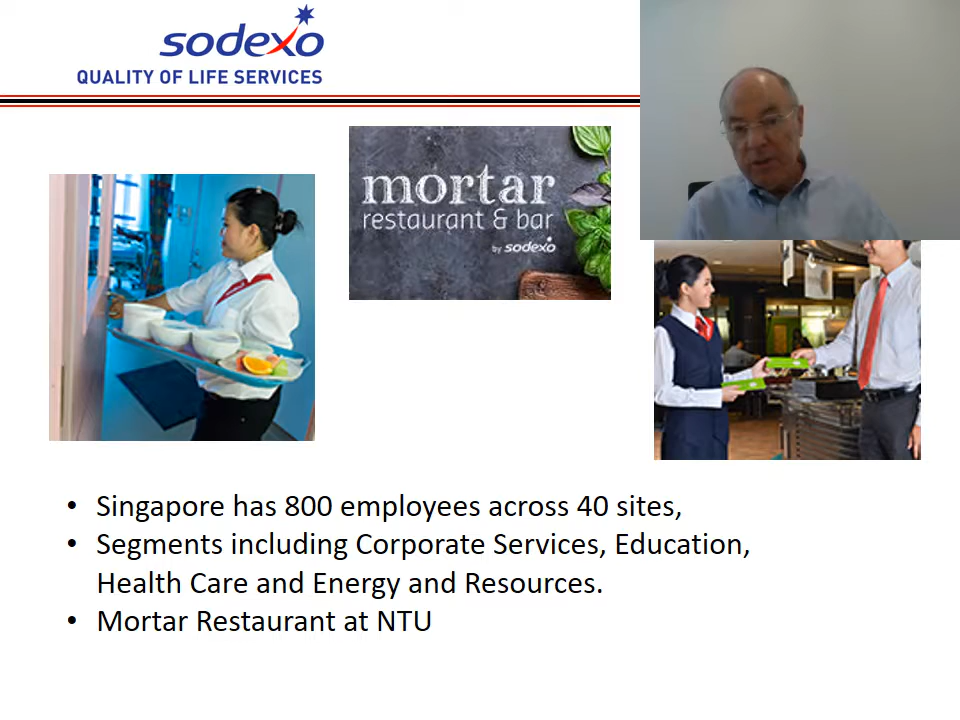 sodexo
QUALITY OF LIFE SERVICES
mortar
restaurant & bar
by sodexo
• Singapore has 800 employees across 40 sites,
• Segments including Corporate Services, Education,
Health Care and Energy and Resources.
• Mortar Restaurant at NTU